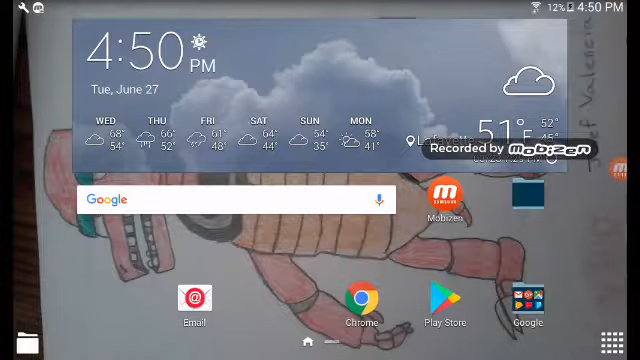 12% 4:50 PM
4:50 PM
Tue, June 27
WED THU FRI SAT SUN MON
68° 66° 61° 64° 54° 58°
54° 52° 48° 44° 35° 41°
51°F 52°
Lafayette
Recorded by mobizen
Google
Mobizen
Email
Chrome
Play Store
Google
Valencia